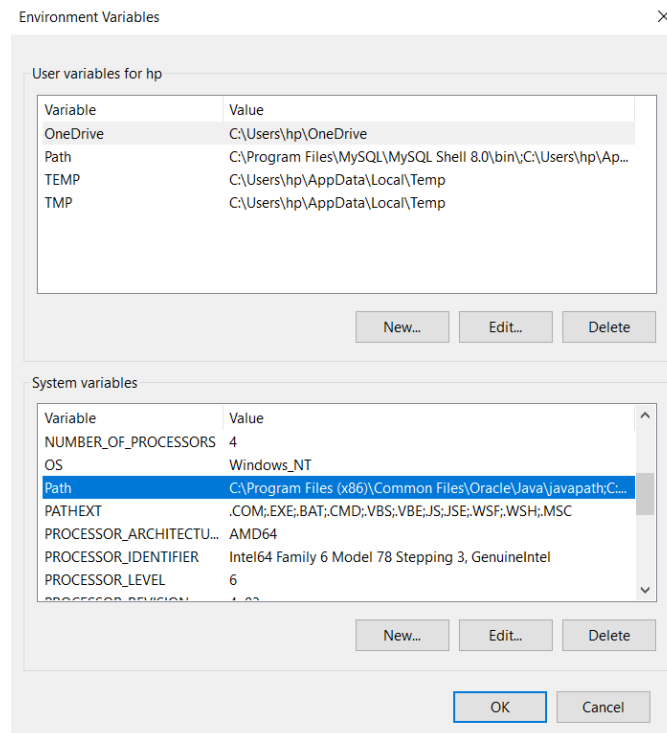 Environment Variables
User variables for hp
Variable Value
OneDrive C:\Users\hp\OneDrive
Path C:\Program Files\MySQL\MySQL Shell 8.0\bin\;C:\Users\hp\Ap...
TEMP C:\Users\hp\AppData\Local\Temp
TMP C:\Users\hp\AppData\Local\Temp
New... Edit... Delete
System variables
Variable Value
NUMBER_OF_PROCESSORS 4
OS Windows_NT
Path C:\Program Files (x86)\Common Files\Oracle\Java\javapath;C:...
PATHEXT .COM;.EXE;.BAT;.CMD;.VBS;.VBE;.JS;.JSE;.WSF;.WSH;.MSC
PROCESSOR_ARCHITECTU... AMD64
PROCESSOR_IDENTIFIER Intel64 Family 6 Model 78 Stepping 3, GenuineIntel
PROCESSOR_LEVEL 6
New... Edit... Delete
OK Cancel